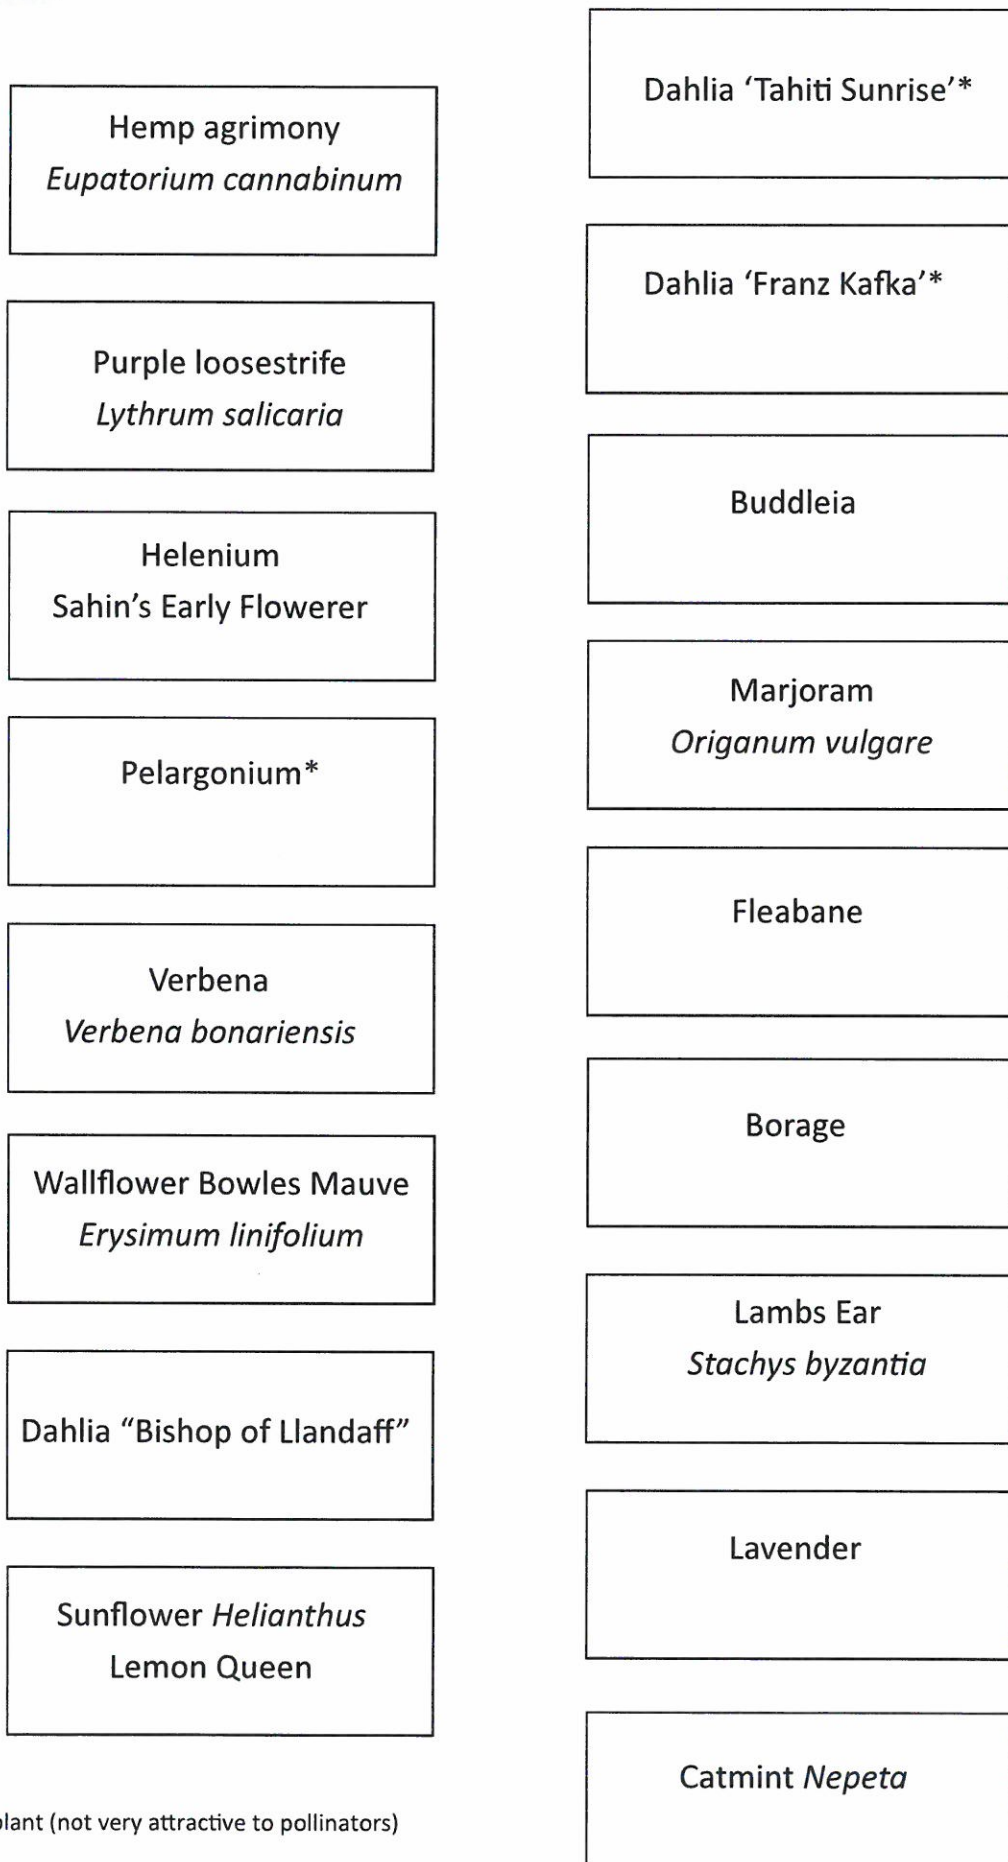 Hemp agrimony
Eupatorium cannabinum
Purple loosestrife
Lythrum salicaria
Helenium
Sahin's Early Flowerer
Pelargonium*
Verbena
Verbena bonariensis
Wallflower Bowles Mauve
Erysimum linifolium
Dahlia “Bishop of Llandaff”
Sunflower Helianthus
Lemon Queen
plant (not very attractive to pollinators)
Dahlia ‘Tahiti Sunrise’*
Dahlia ‘Franz Kafka’*
Buddleia
Marjoram
Origanum vulgare
Fleabane
Borage
Lambs Ear
Stachys byzantia
Lavender
Catmint Nepeta